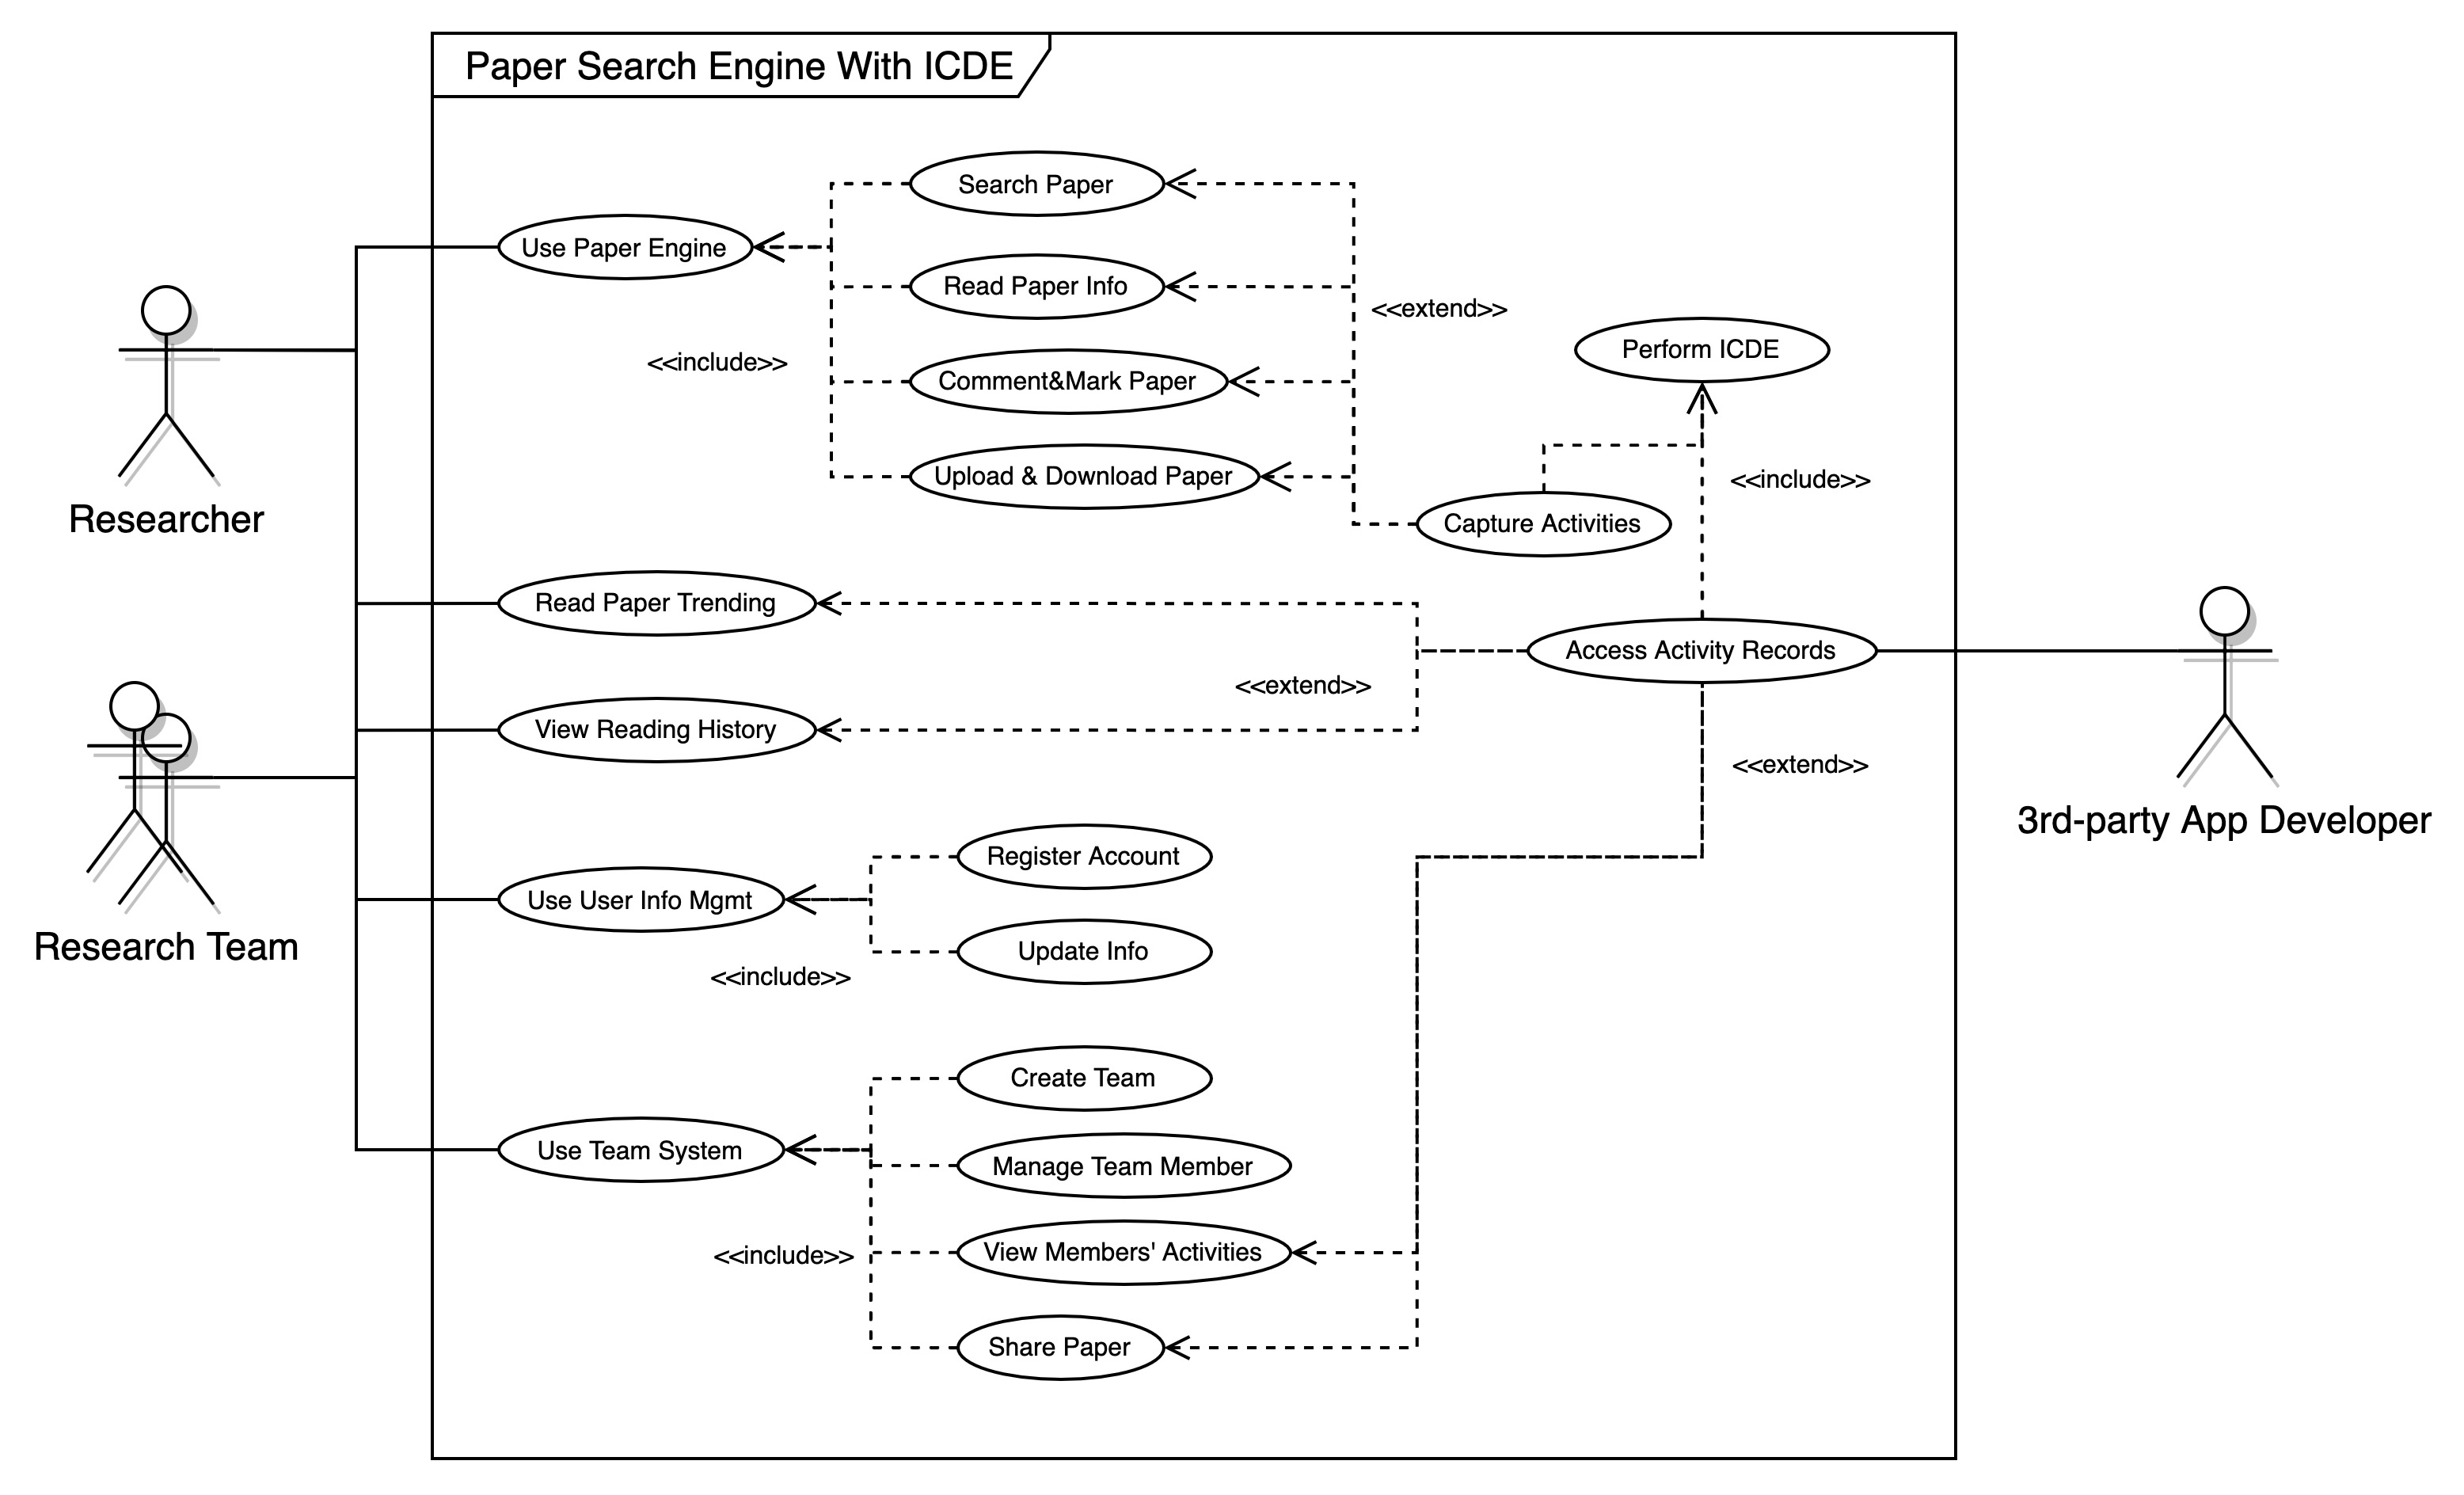 Paper Search Engine With ICDE
Search Paper
Use Paper Engine
Read Paper Info
<<extend>>
Perform ICDE
<<include>>
Comment&Mark Paper
Upload & Download Paper
<<include>>
Researcher
Capture Activities
Read Paper Trending
Access Activity Records
<<extend>>
View Reading History
<<extend>>
3rd-party App Developer
Register Account
Use User Info Mgmt
Research Team
Update Info
<<include>>
Create Team
Use Team System
Manage Team Member
View Members' Activities
<<include>>
Share Paper